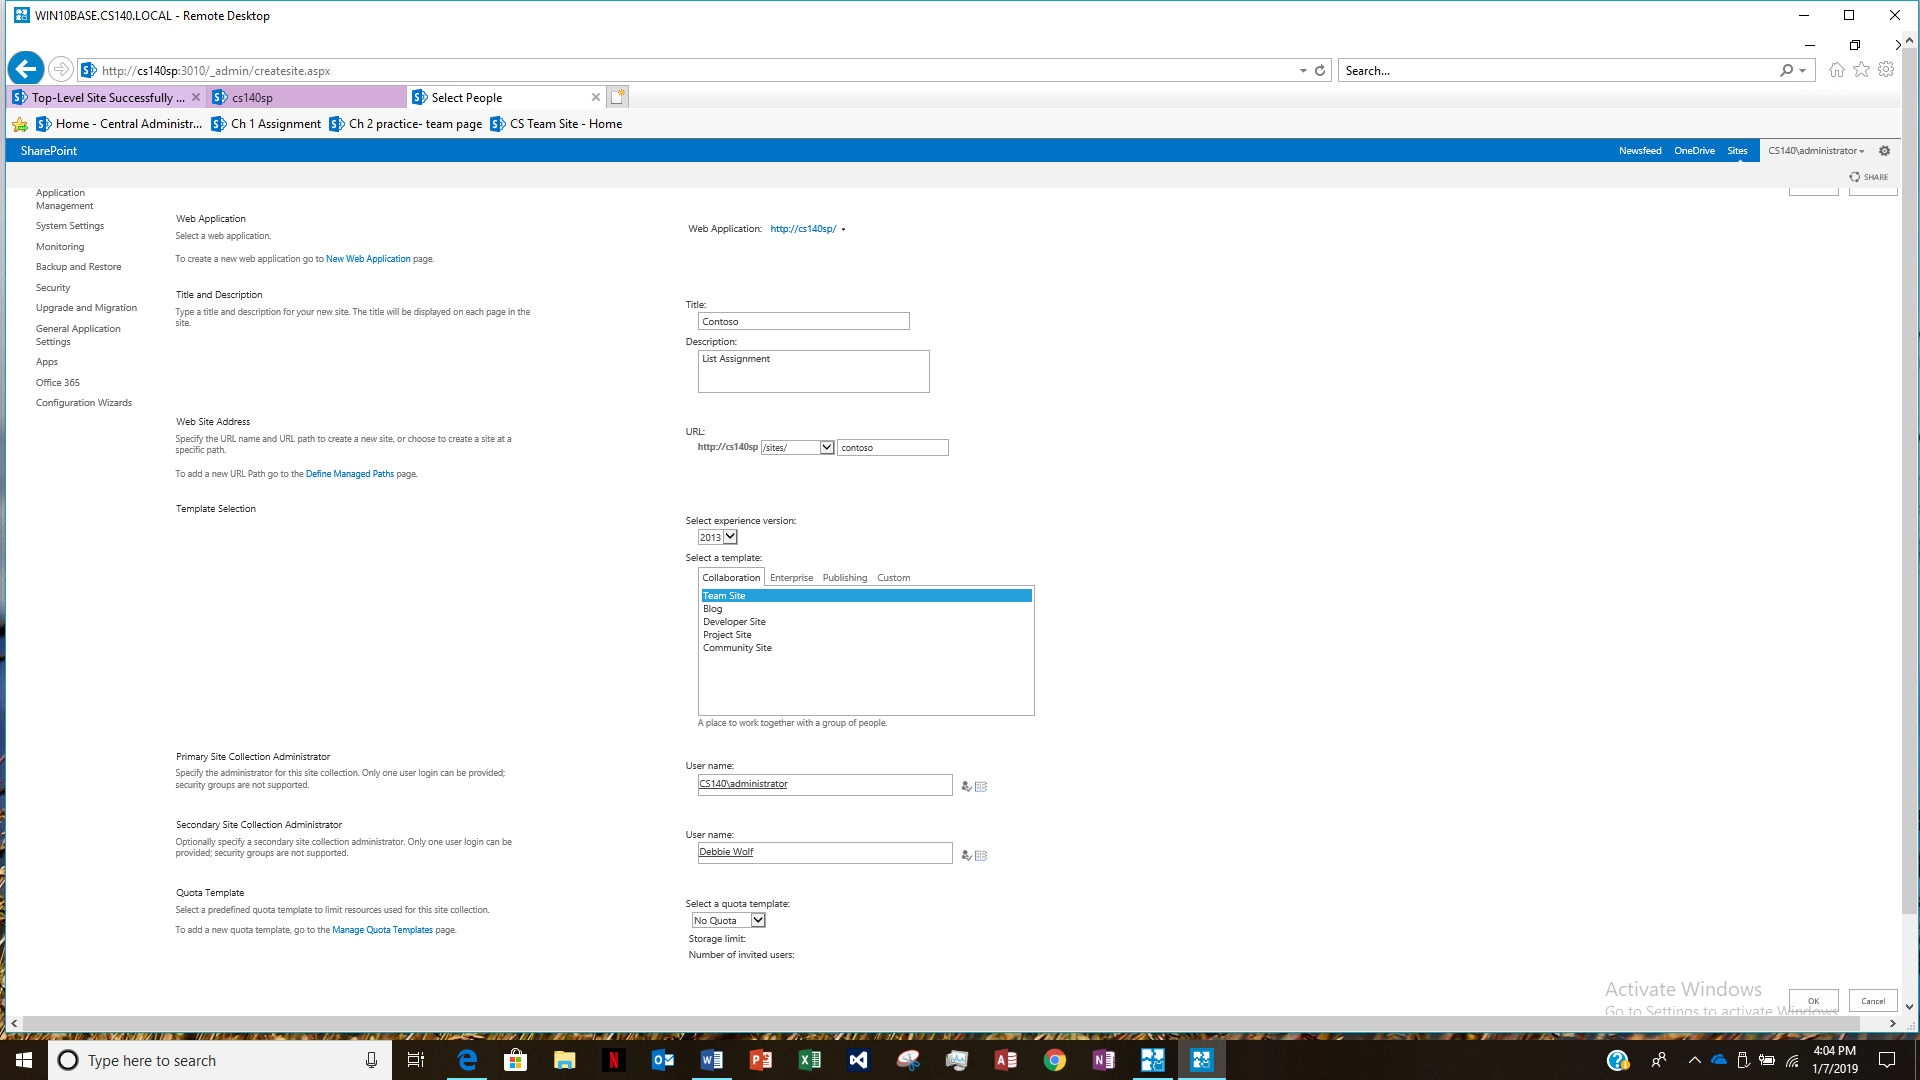 WIN10BASE.CS140.LOCAL - Remote Desktop
http://cs140sp:3010/_admin/createsite.aspx
Search...
Top-Level Site Successfully ...
cs140sp
Select People
Home - Central Administr...
Ch 1 Assignment
Ch 2 practice- team page
CS Team Site - Home
SharePoint
Newsfeed
OneDrive
Sites
CS140\administrator
SHARE
Application
Management
System Settings
Monitoring
Backup and Restore
Security
Upgrade and Migration
General Application
Settings
Apps
Office 365
Configuration Wizards
Web Application
Select a web application.
To create a new web application go to New Web Application page.
Web Application: http://cs140sp/
Title and Description
Type a title and description for your new site. The title will be displayed on each page in the
site.
Title:
Contoso
Description:
List Assignment
Web Site Address
Specify the URL name and URL path to create a new site, or choose to create a site at a
specific path.
To add a new URL Path go to the Define Managed Paths page.
URL:
http://cs140sp /sites/ contoso
Template Selection
Select experience version:
2013
Select a template:
Collaboration Enterprise Publishing Custom
Team Site
Blog
Developer Site
Project Site
Community Site
A place to work together with a group of people.
Primary Site Collection Administrator
Specify the administrator for this site collection. Only one user login can be provided;
security groups are not supported.
User name:
CS140\administrator
Secondary Site Collection Administrator
Optionally specify a secondary site collection administrator. Only one user login can be
provided; security groups are not supported.
User name:
Debbie Wolf
Quota Template
Select a predefined quota template to limit resources used for this site collection.
To add a new quota template, go to the Manage Quota Templates page.
Select a quota template:
No Quota
Storage limit:
Number of invited users:
Activate Windows
Go to Settings to activate Windows.
OK
Cancel
Type here to search
4:04 PM
1/7/2019